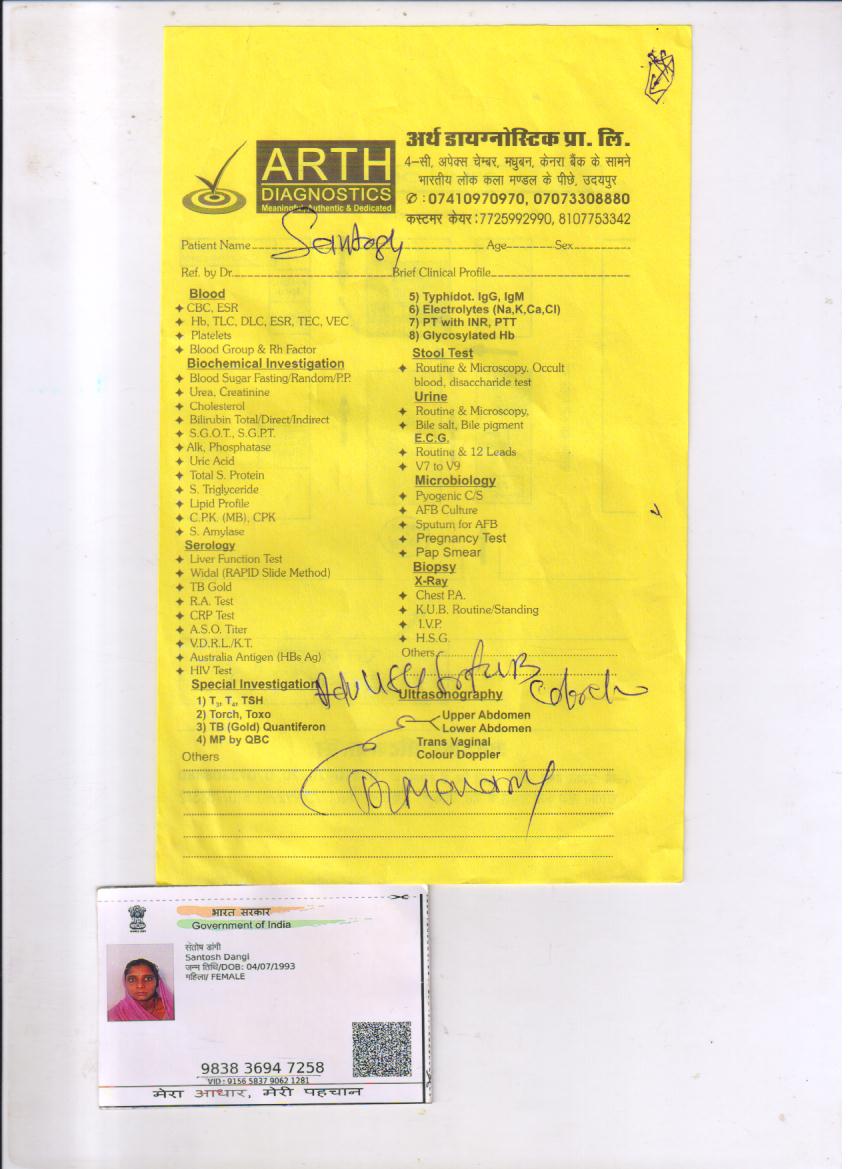 अर्थ डायग्नोस्टिक प्रा. लि.
4-सी, अपेक्स चेम्बर, मधुबन, केनरा बैंक के सामने
भारतीय लोक कला मण्डल के पीछे, उदयपुर
✆ : 07410970970, 07073308880
कस्टमर केयर : 7725992990, 8107753342
ARTH
DIAGNOSTICS
Meaningful, Authentic & Dedicated
Patient Name Santosh Age Sex
Ref. by Dr. Brief Clinical Profile
Blood
CBC, ESR
Hb, TLC, DLC, ESR, TEC, VEC
Platelets
Blood Group & Rh Factor
Biochemical Investigation
Blood Sugar Fasting/Random/P.P.
Urea, Creatinine
Cholesterol
Bilirubin Total/Direct/Indirect
S.G.O.T., S.G.P.T.
Alk, Phosphatase
Uric Acid
Total S. Protein
S. Triglyceride
Lipid Profile
C.P.K. (MB), CPK
S. Amylase
Serology
Liver Function Test
Widal (RAPID Slide Method)
TB Gold
R.A. Test
CRP Test
A.S.O. Titer
V.D.R.L./K.T.
Australia Antigen (HBs Ag)
HIV Test
Special Investigation
1) T3, T4, TSH
2) Torch, Toxo
3) TB (Gold) Quantiferon
4) MP by QBC
Others
5) Typhidot. IgG, IgM
6) Electrolytes (Na,K,Ca,Cl)
7) PT with INR, PTT
8) Glycosylated Hb
Stool Test
Routine & Microscopy. Occult
blood, disaccharide test
Urine
Routine & Microscopy,
Bile salt, Bile pigment
E.C.G.
Routine & 12 Leads
V7 to V9
Microbiology
Pyogenic C/S
AFB Culture
Sputum for AFB
Pregnancy Test
Pap Smear
Biopsy
X-Ray
Chest P.A.
K.U.B. Routine/Standing
I.V.P.
H.S.G.
Others
Ultrasonography
Upper Abdomen
Lower Abdomen
Trans Vaginal
Colour Doppler
भारत सरकार
Government of India
संतोष डांगी
Santosh Dangi
जन्म तिथि/DOB: 04/07/1993
महिला/ FEMALE
9838 3694 7258
VID : 9156 5837 9062 1281
मेरा आधार, मेरी पहचान